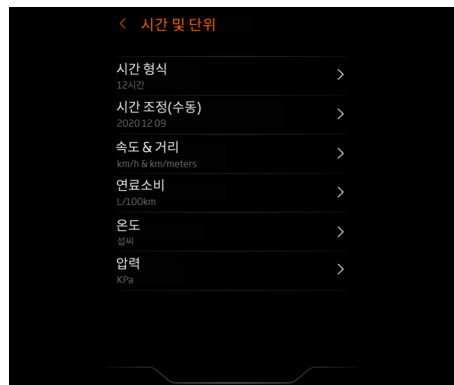 시간 및 단위
시간 형식
12시간
시간 조정(수동)
2020 12 09
속도 & 거리
km/h & km/meters
연료소비
L/100km
온도
섭씨
압력
KPa